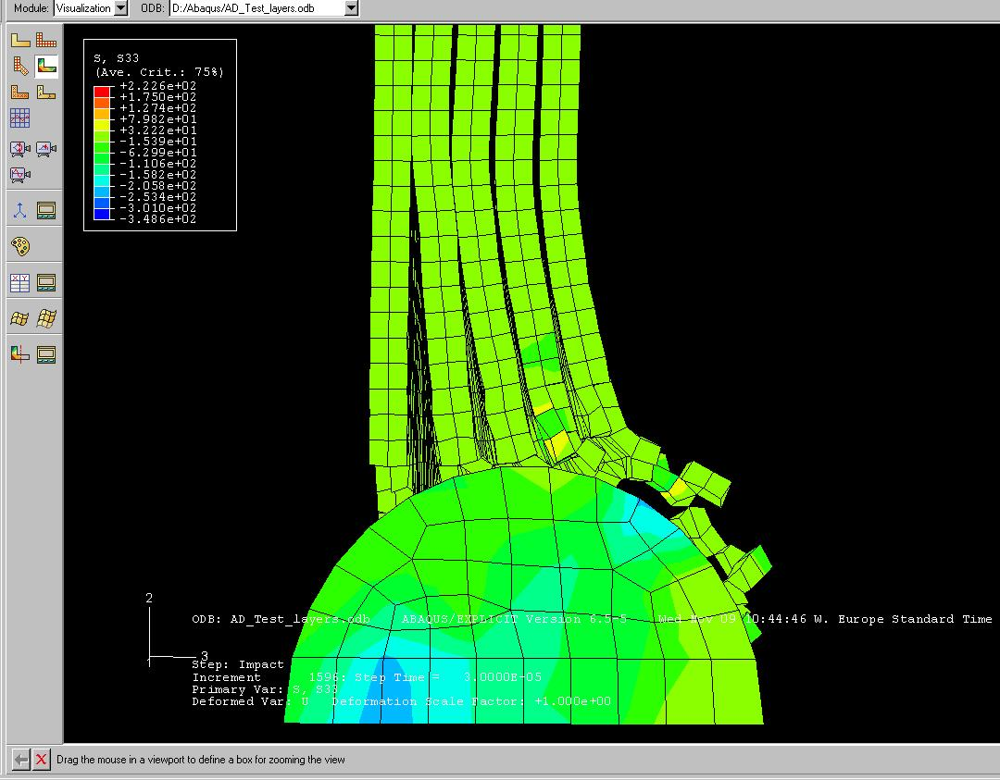 Module: Visualization ODB: D:/Abaqus/AD_Test_layers.odb
S, S33
(Ave. Crit.: 75%)
+2.226e+02
+1.750e+02
+1.274e+02
+7.982e+01
+3.222e+01
-1.539e+01
-6.299e+01
-1.106e+02
-1.582e+02
-2.058e+02
-2.534e+02
-3.010e+02
-3.486e+02
X Y
2
3
ODB: AD_Test_layers.odb ABAQUS/EXPLICIT Version 6.5-5 Wed Nov 09 10:44:46 W. Europe Standard Time
Step: Impact
Increment 1596: Step Time = 3.0000E-05
Primary Var: S, S33
Deformed Var: U Deformation Scale Factor: +1.000e+00
Drag the mouse in a viewport to define a box for zooming the view